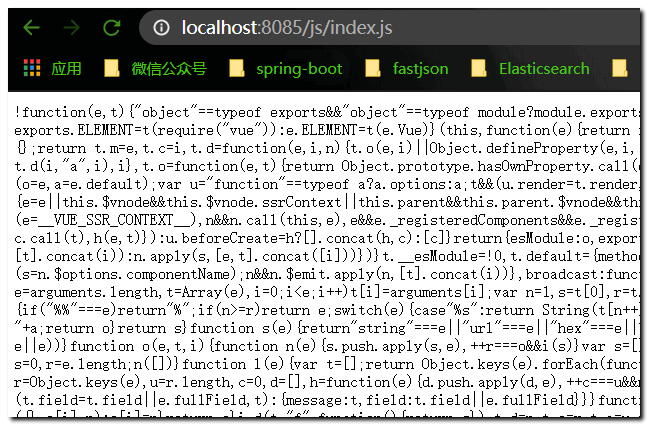 localhost:8085/js/index.js
应用 微信公众号 spring-boot fastjson Elasticsearch
!function(e,t){"object"==typeof exports&&"object"==typeof module?module.exports
exports.ELEMENT=t(require("vue")):e.ELEMENT=t(e.Vue)}(this,function(e){return
{};return t.m=e,t.c=i,t.d=function(e,i,n){t.o(e,i)||Object.defineProperty(e,i,
t.d(i,"a",i),i},t.o=function(e,t){return Object.prototype.hasOwnProperty.call(
(o=e,a=e.default);var u="function"==typeof a?a.options:a;t&&(u.render=t.render,
{e=e||this.$vnode&&this.$vnode.ssrContext||this.parent&&this.parent.$vnode&&thi
(e=__VUE_SSR_CONTEXT__),n&&n.call(this,e),e&&e._registeredComponents&&e._regist
c.call(t),h(e,t)}):u.beforeCreate=h?[].concat(h,c):[c]}return{esModule:o,export
[t].concat(i)):n.apply(s,[e,t].concat([i]))})}t.__esModule=!0,t.default={method
(s=n.$options.componentName);n&&n.$emit.apply(n,[t].concat(i))},broadcast:funct
e=arguments.length,t=Array(e),i=0;i<e;i++)t[i]=arguments[i];var n=1,s=t[0],r=t.
{if("%%"===e)return"%";if(n>=r)return e;switch(e){case"%s":return String(t[n++]
"+a;return o}return s}function s(e){return"string"===e||"url"===e||"hex"===e||"
e||e))}function o(e,t,i){function n(e){s.push.apply(s,e),++r===o&&i(s)}var s=[]
s=0,r=e.length;n([])}function l(e){var t=[];return Object.keys(e).forEach(funct
r=Object.keys(e),u=r.length,c=0,d=[],h=function(e){d.push.apply(d,e),++c===u&&n
(t.field=t.field||e.fullField,t):{message:t,field:t.field||e.fullField}}}functi